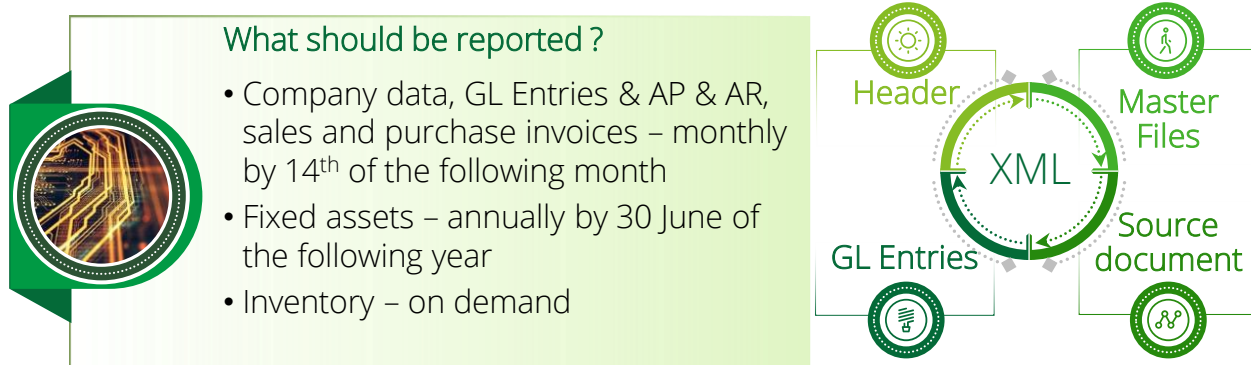 What should be reported ?
• Company data, GL Entries & AP & AR,
sales and purchase invoices – monthly
by 14th of the following month
• Fixed assets – annually by 30 June of
the following year
• Inventory – on demand
Header
Master
Files
XML
Source
document
GL Entries